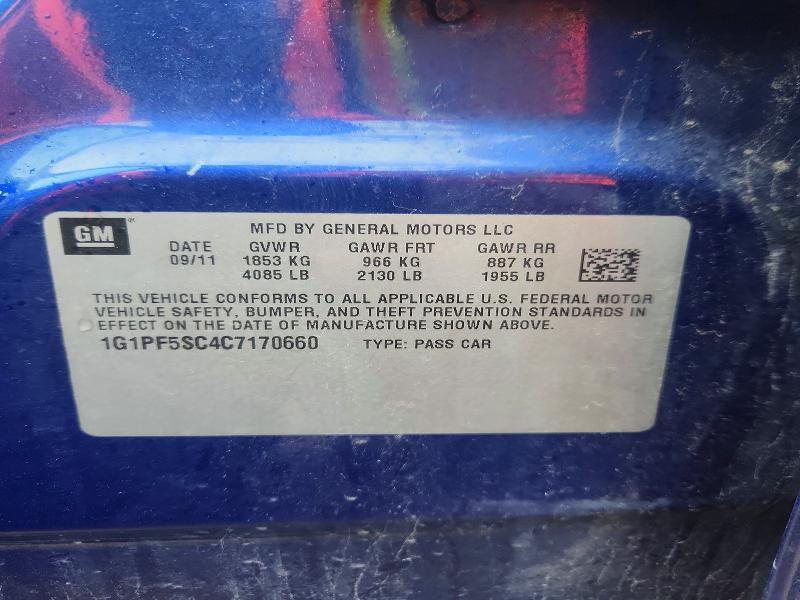 GM
MFD BY GENERAL MOTORS LLC
DATE GVWR GAWR FRT GAWR RR
09/11 1853 KG 966 KG 887 KG
4085 LB 2130 LB 1955 LB
THIS VEHICLE CONFORMS TO ALL APPLICABLE U.S. FEDERAL MOTOR
VEHICLE SAFETY, BUMPER, AND THEFT PREVENTION STANDARDS IN
EFFECT ON THE DATE OF MANUFACTURE SHOWN ABOVE.
1G1PF5SC4C7170660 TYPE: PASS CAR